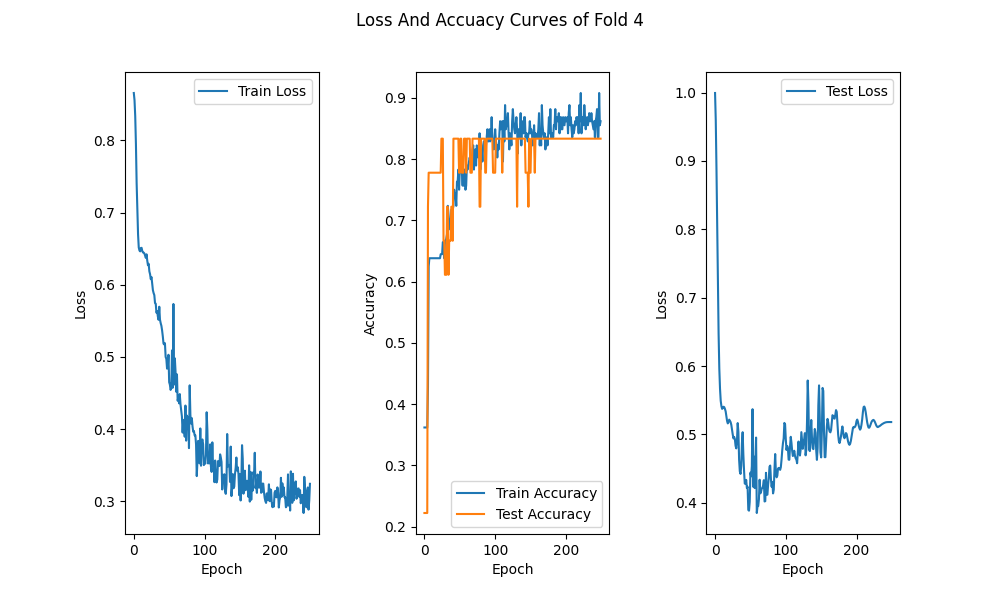 Loss And Accuacy Curves of Fold 4
Train Loss
0.8
0.7
0.6
0.5
0.4
0.3
Loss
0
100
200
Epoch
0.9
0.8
0.7
0.6
0.5
0.4
0.3
0.2
Accuracy
Train Accuracy
Test Accuracy
0
100
200
Epoch
Test Loss
1.0
0.9
0.8
0.7
0.6
0.5
0.4
Loss
0
100
200
Epoch